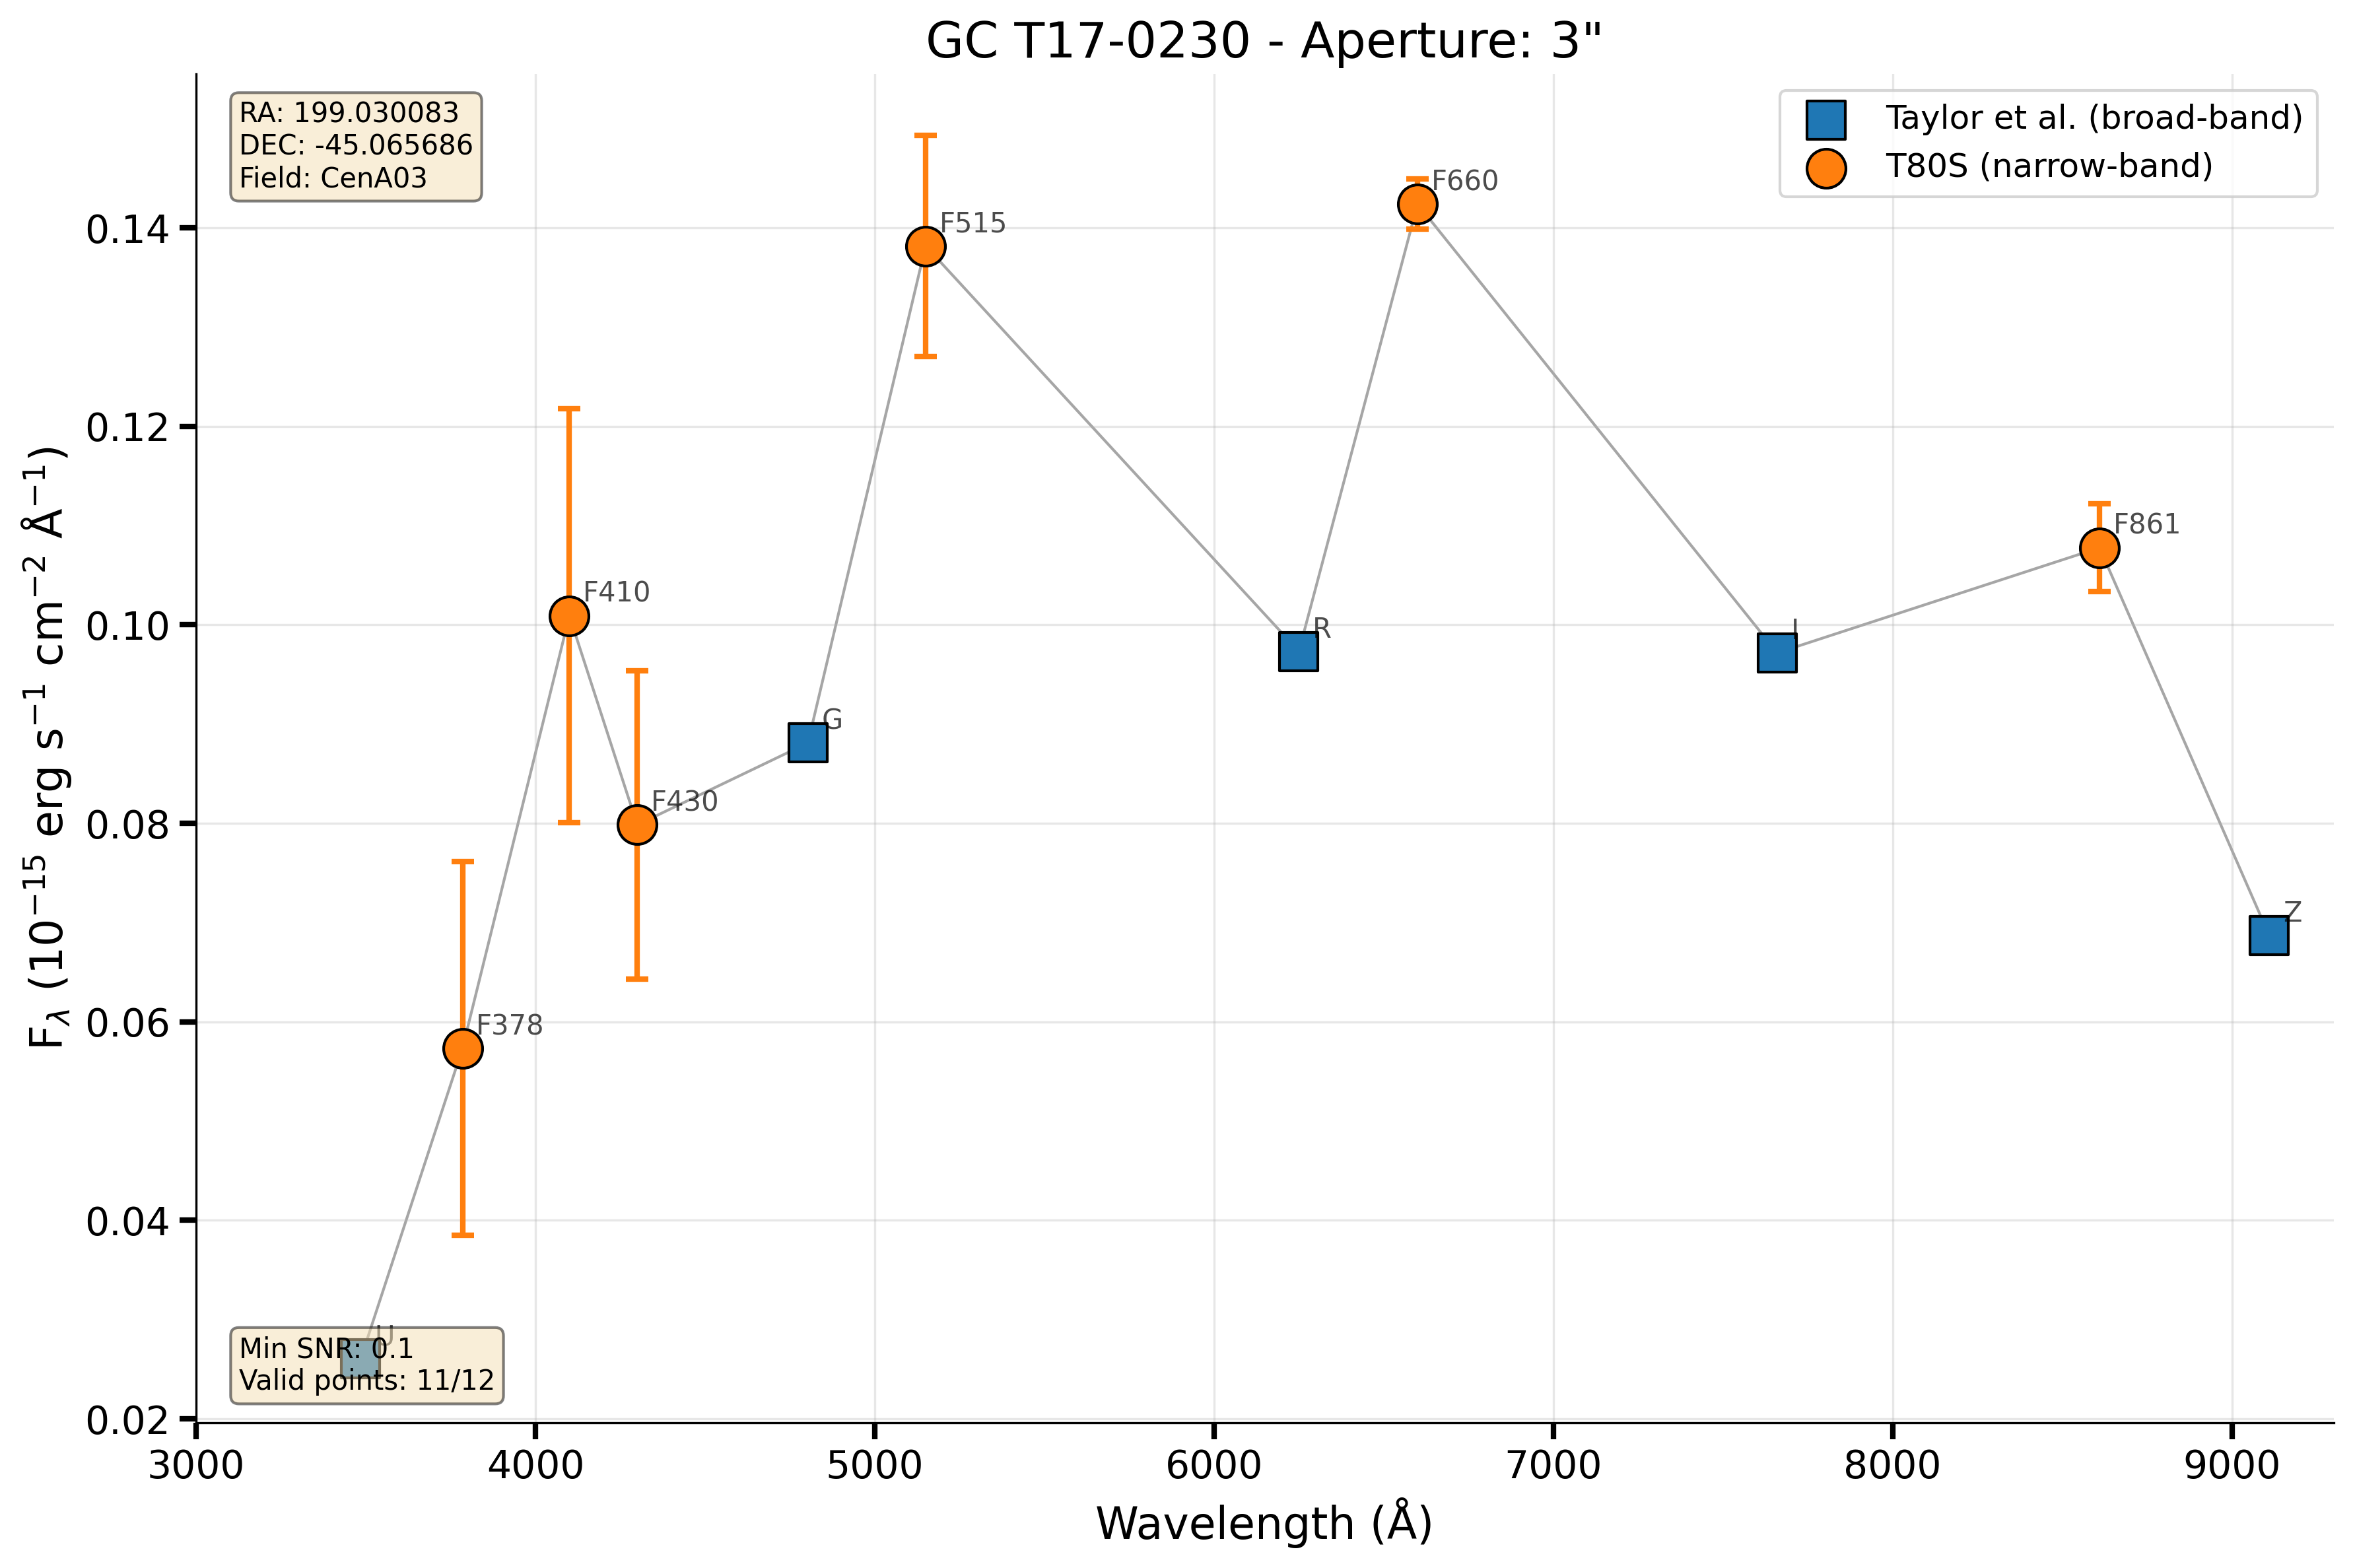 GC T17-0230 - Aperture: 3"
RA: 199.030083
DEC: -45.065686
Field: CenA03
Taylor et al. (broad-band)
T80S (narrow-band)
F660
F515
F861
F410
R
I
G
F430
Z
F378
U
Min SNR: 0.1
Valid points: 11/12
0.14
0.12
0.10
0.08
0.06
0.04
0.02
3000 4000 5000 6000 7000 8000 9000
Wavelength (Å)
Fλ (10⁻¹⁵ erg s⁻¹ cm⁻² Å⁻¹)